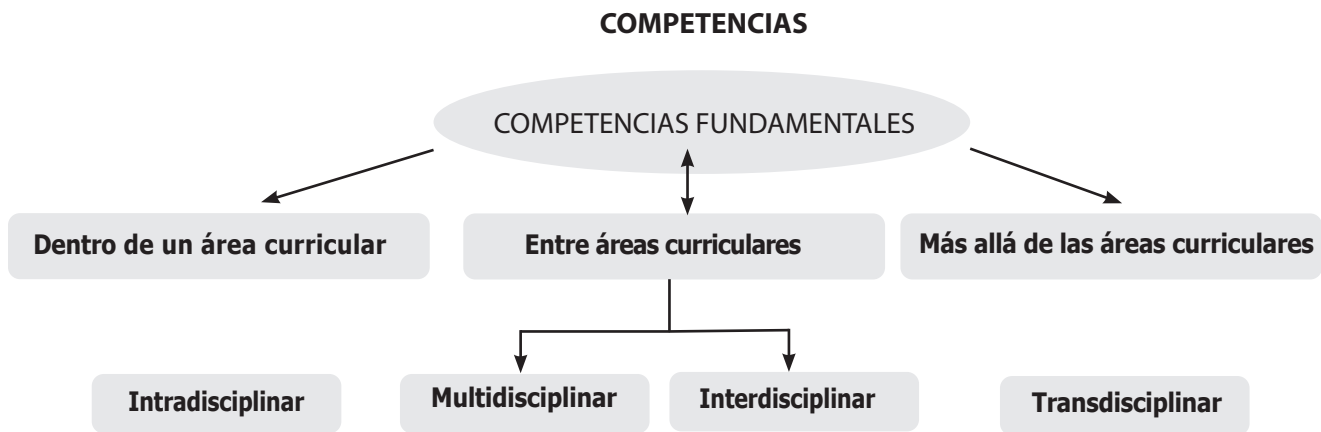 COMPETENCIAS
COMPETENCIAS FUNDAMENTALES
Dentro de un área curricular
Entre áreas curriculares
Más allá de las áreas curriculares
Intradisciplinar
Multidisciplinar
Interdisciplinar
Transdisciplinar